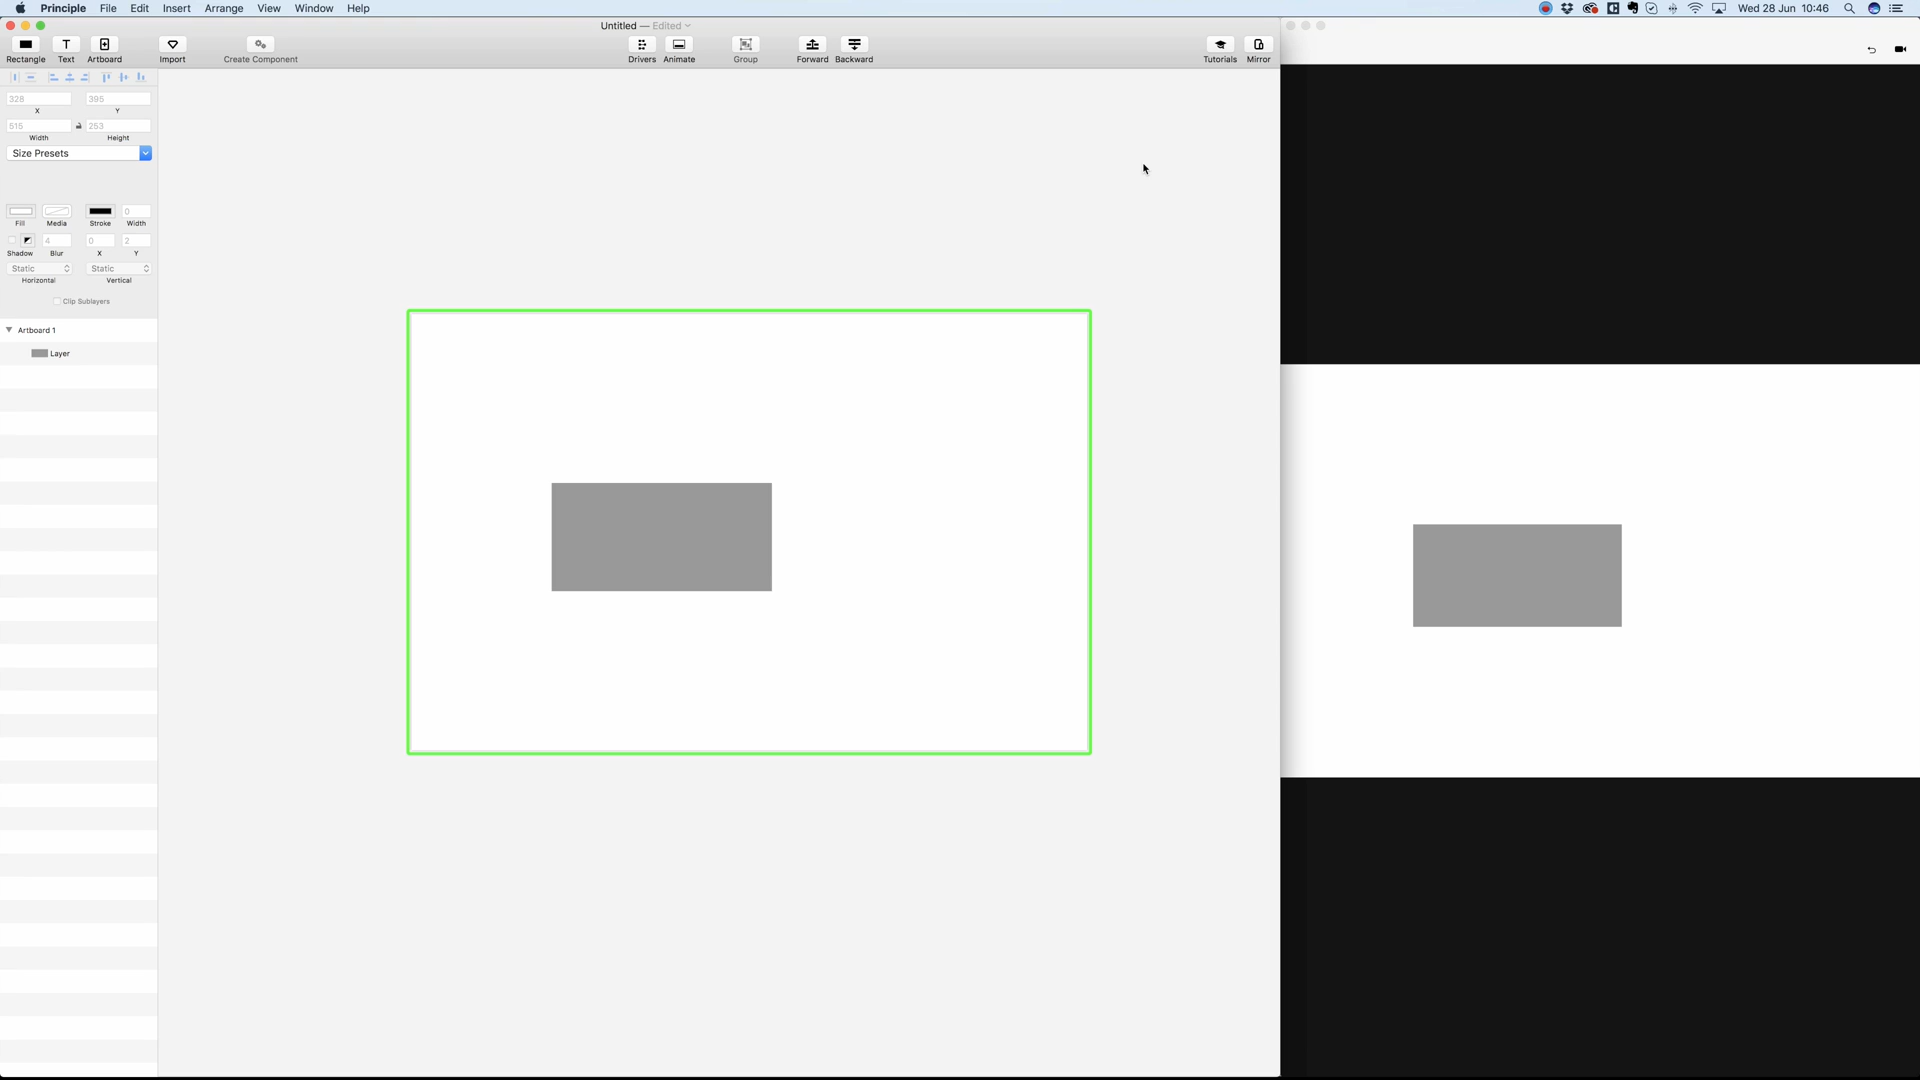 Principle File Edit Insert Arrange View Window Help Wed 28 Jun 10:46
Untitled — Edited
Rectangle Text Artboard Import Create Component Drivers Animate Group Forward Backward Tutorials Mirror
328 395
X Y
515 253
Width Height
Size Presets
0
Fill Media Stroke Width
4 0 2
Shadow Blur X Y
Static Static
Horizontal Vertical
Clip Sublayers
Artboard 1
Layer